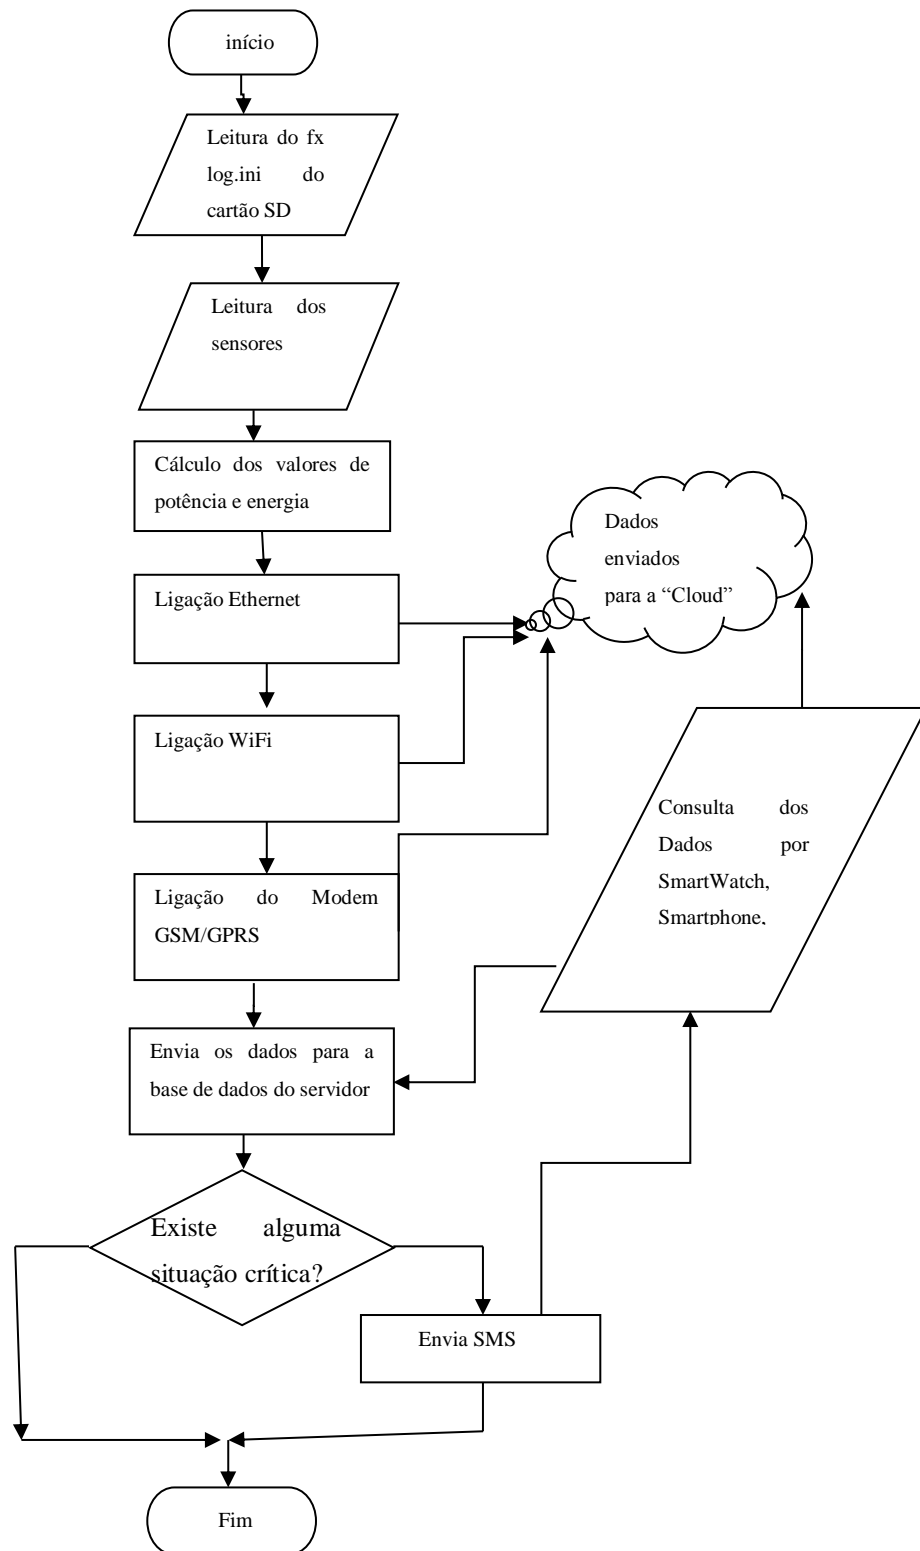 início
Leitura do fx
log.ini do
cartão SD
Leitura dos
sensores
Cálculo dos valores de
potência e energia
Ligação Ethernet
Dados
enviados
para a “Cloud”
Ligação WiFi
Consulta dos
Dados por
SmartWatch,
Smartphone,
Ligação do Modem
GSM/GPRS
Envia os dados para a
base de dados do servidor
Existe alguma
situação crítica?
Envia SMS
Fim